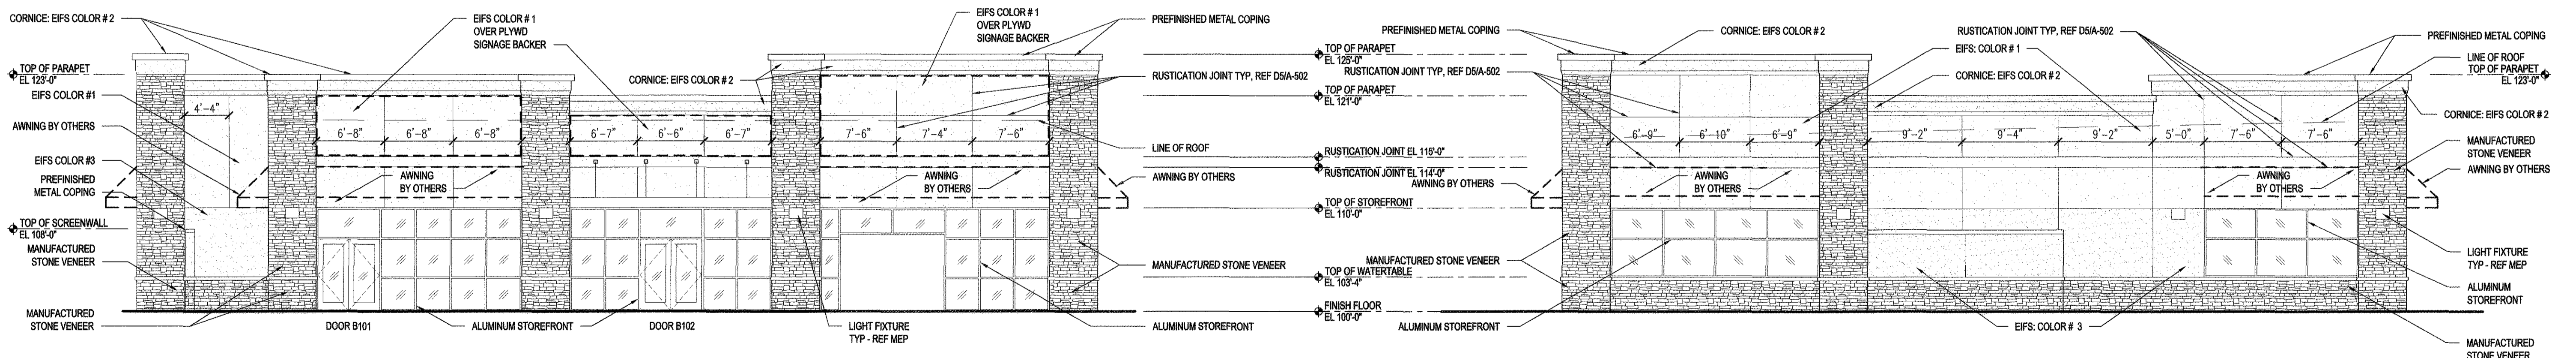 CORNICE: EIFS COLOR # 2
EIFS COLOR # 1
OVER PLYWD
SIGNAGE BACKER
EIFS COLOR # 1
OVER PLYWD
SIGNAGE BACKER
PREFINISHED METAL COPING
TOP OF PARAPET
EL 123'-0"
EIFS COLOR #1
AWNING BY OTHERS
EIFS COLOR #3
PREFINISHED
METAL COPING
TOP OF SCREENWALL
EL 108'-0"
MANUFACTURED
STONE VENEER
MANUFACTURED
STONE VENEER
CORNICE: EIFS COLOR # 2
4'-4"
6'-8"
6'-8"
6'-8"
6'-7"
6'-6"
6'-7"
7'-6"
7'-4"
7'-6"
AWNING
BY OTHERS
AWNING
BY OTHERS
DOOR B101
ALUMINUM STOREFRONT
DOOR B102
LIGHT FIXTURE
TYP - REF MEP
RUSTICATION JOINT TYP, REF D5/A-502
LINE OF ROOF
AWNING BY OTHERS
MANUFACTURED STONE VENEER
ALUMINUM STOREFRONT
TOP OF PARAPET
EL 125'-0"
TOP OF PARAPET
EL 121'-0"
RUSTICATION JOINT EL 115'-0"
RUSTICATION JOINT EL 114'-0"
TOP OF STOREFRONT
EL 110'-0"
TOP OF WATERTABLE
EL 103'-4"
FINISH FLOOR
EL 100'-0"
PREFINISHED METAL COPING
RUSTICATION JOINT TYP, REF D5/A-502
AWNING BY OTHERS
MANUFACTURED STONE VENEER
ALUMINUM STOREFRONT
CORNICE: EIFS COLOR # 2
RUSTICATION JOINT TYP, REF D5/A-502
EIFS: COLOR # 1
CORNICE: EIFS COLOR # 2
6'-9"
6'-10"
6'-9"
9'-2"
9'-4"
9'-2"
5'-0"
7'-6"
7'-6"
AWNING
BY OTHERS
AWNING
BY OTHERS
EIFS: COLOR # 3
PREFINISHED METAL COPING
LINE OF ROOF
TOP OF PARAPET
EL 123'-0"
CORNICE: EIFS COLOR # 2
MANUFACTURED
STONE VENEER
AWNING BY OTHERS
LIGHT FIXTURE
TYP - REF MEP
ALUMINUM
STOREFRONT
MANUFACTURED
STONE VENEER